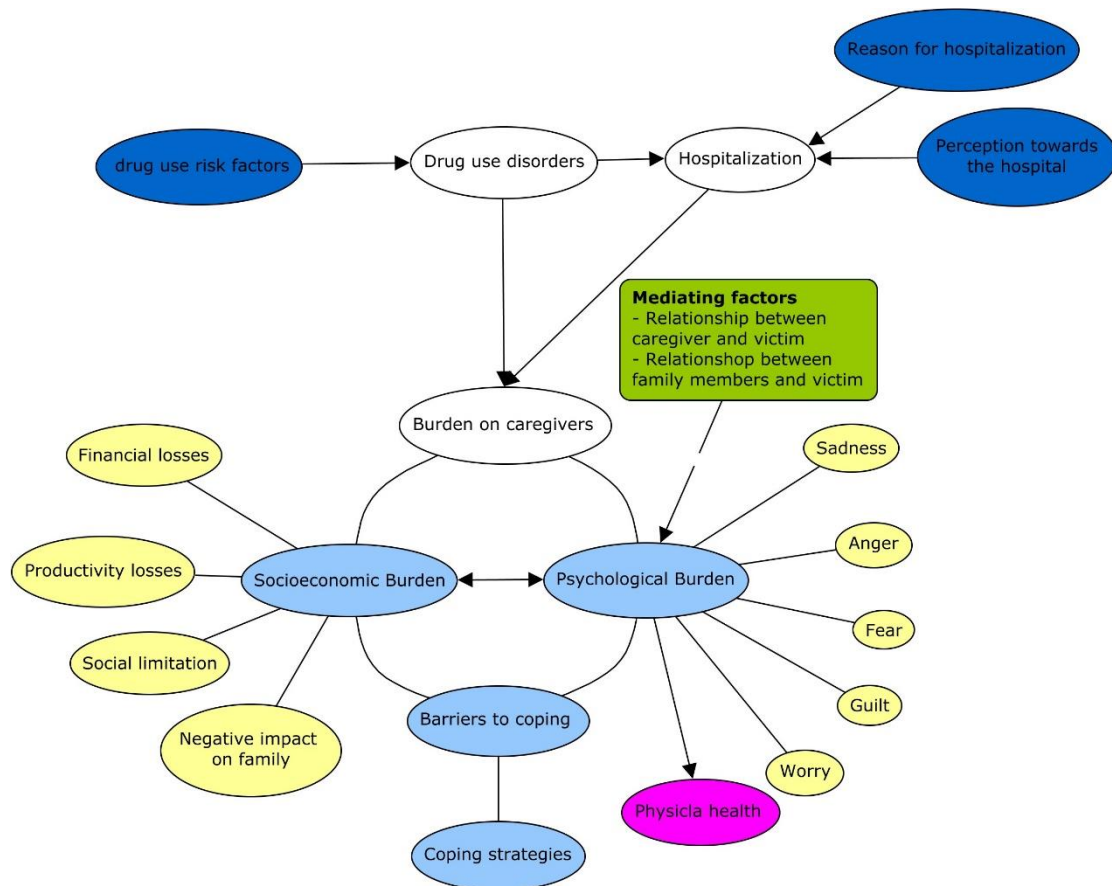 Reason for hospitalization
drug use risk factors
Drug use disorders
Hospitalization
Perception towards
the hospital
Mediating factors
- Relationship between
caregiver and victim
- Relationshop between
family members and victim
Burden on caregivers
Financial losses
Sadness
Productivity losses
Socioeconomic Burden
Psychological Burden
Anger
Fear
Social limitation
Guilt
Negative impact
on family
Barriers to coping
Worry
Physicla health
Coping strategies